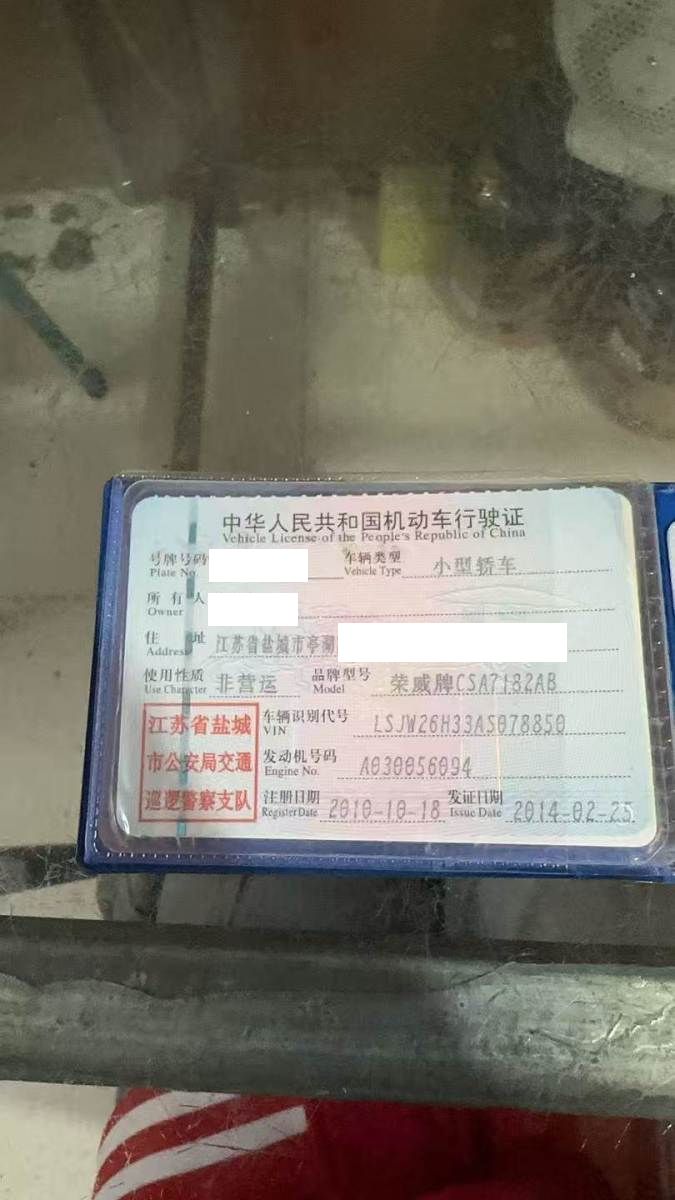 中华人民共和国机动车行驶证
Vehicle License of the People's Republic of China
号牌号码 车辆类型 小型轿车
Plate No. Vehicle Type
所有人
Owner
住址 江苏省盐城市亭湖
Address
使用性质 非营运 品牌型号 荣威牌CSA7182AB
Use Character Model
江苏省盐城 车辆识别代号 LSJW26H33AS078850
VIN
市公安局交通 发动机号码 A030056094
Engine No.
巡逻警察支队 注册日期 2010-10-18 发证日期 2014-02-25
Register Date Issue Date